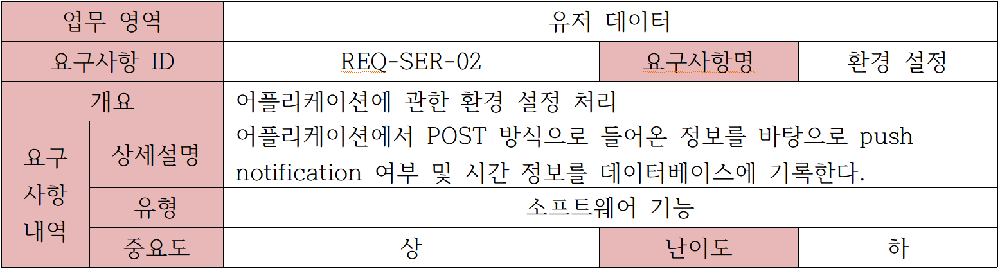 업무 영역 유저 데이터
요구사항 ID REQ-SER-02 요구사항명 환경 설정
개요 어플리케이션에 관한 환경 설정 처리
요구
사항
내역
상세설명
어플리케이션에서 POST 방식으로 들어온 정보를 바탕으로 push
notification 여부 및 시간 정보를 데이터베이스에 기록한다.
유형 소프트웨어 기능
중요도 상 난이도 하